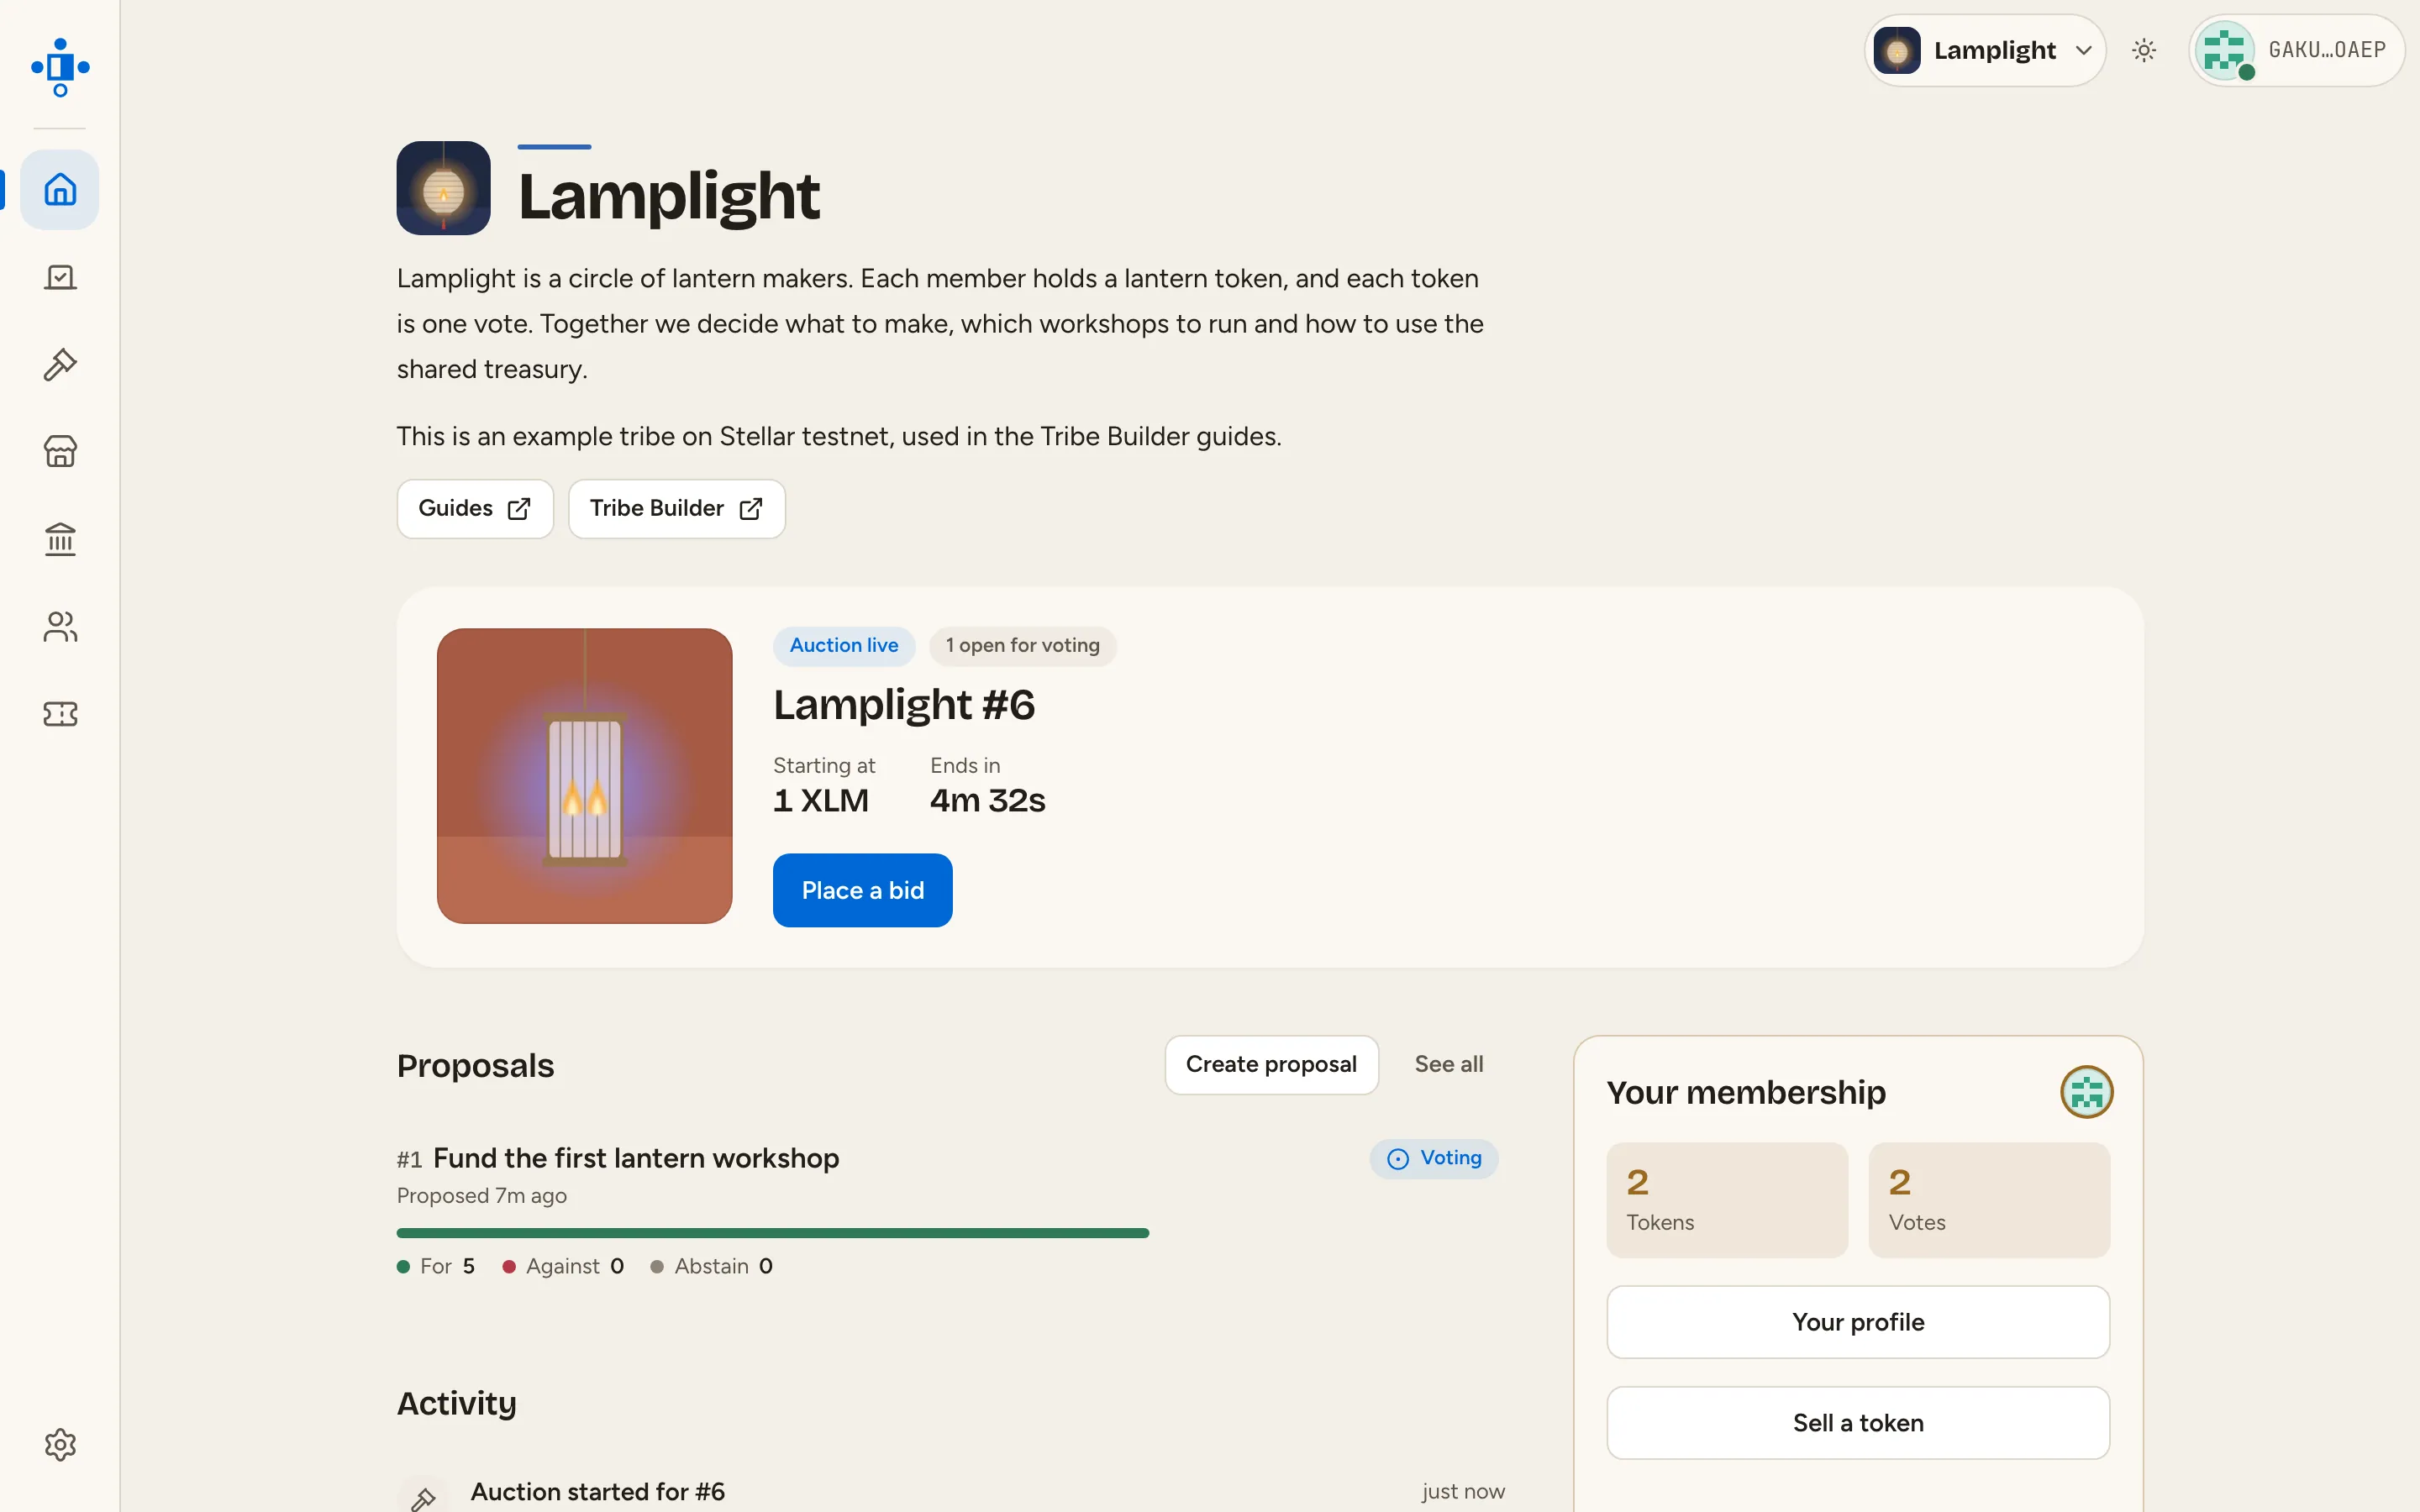 Lamplight
GAKU...OAEP
Lamplight
Lamplight is a circle of lantern makers. Each member holds a lantern token, and each token
is one vote. Together we decide what to make, which workshops to run and how to use the
shared treasury.
This is an example tribe on Stellar testnet, used in the Tribe Builder guides.
Guides
Tribe Builder
Auction live
1 open for voting
Lamplight #6
Starting at
Ends in
1 XLM
4m 32s
Place a bid
Proposals
Create proposal
See all
#1 Fund the first lantern workshop
Voting
Proposed 7m ago
For 5
Against 0
Abstain 0
Your membership
2
Tokens
2
Votes
Your profile
Sell a token
Activity
Auction started for #6
just now